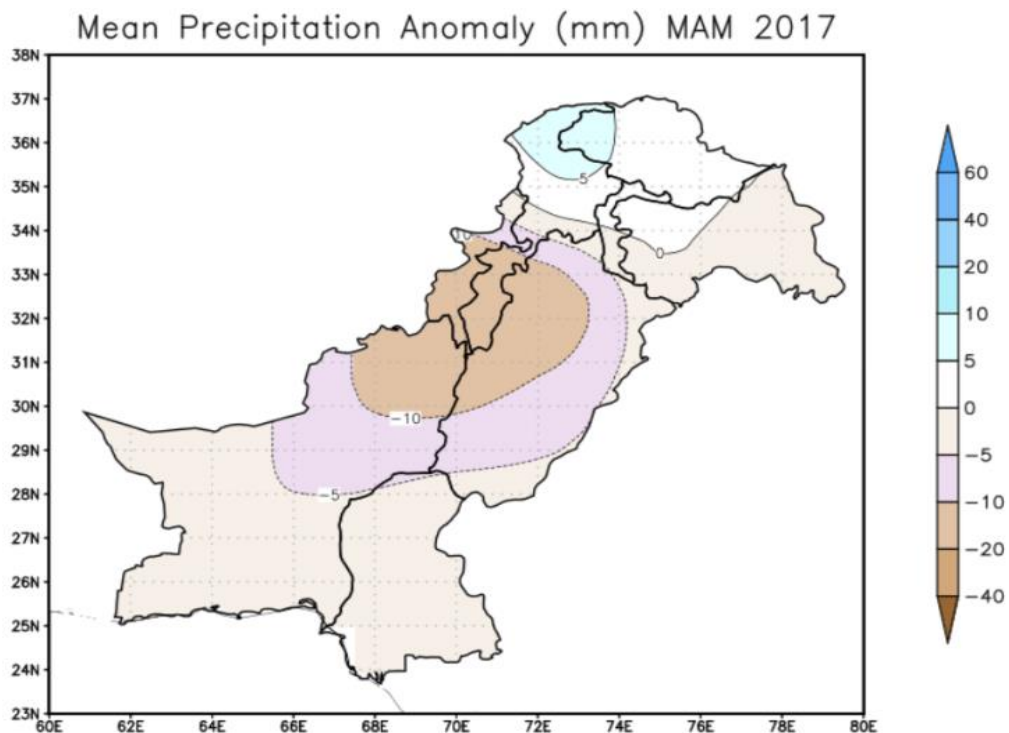 Mean Precipitation Anomaly (mm) MAM 2017
38N
37N
36N
35N
34N
33N
32N
31N
30N
29N
28N
27N
26N
25N
24N
23N
60E 62E 64E 66E 68E 70E 72E 74E 76E 78E 80E
5
0
10
-10
-5
60
40
20
10
5
0
-5
-10
-20
-40